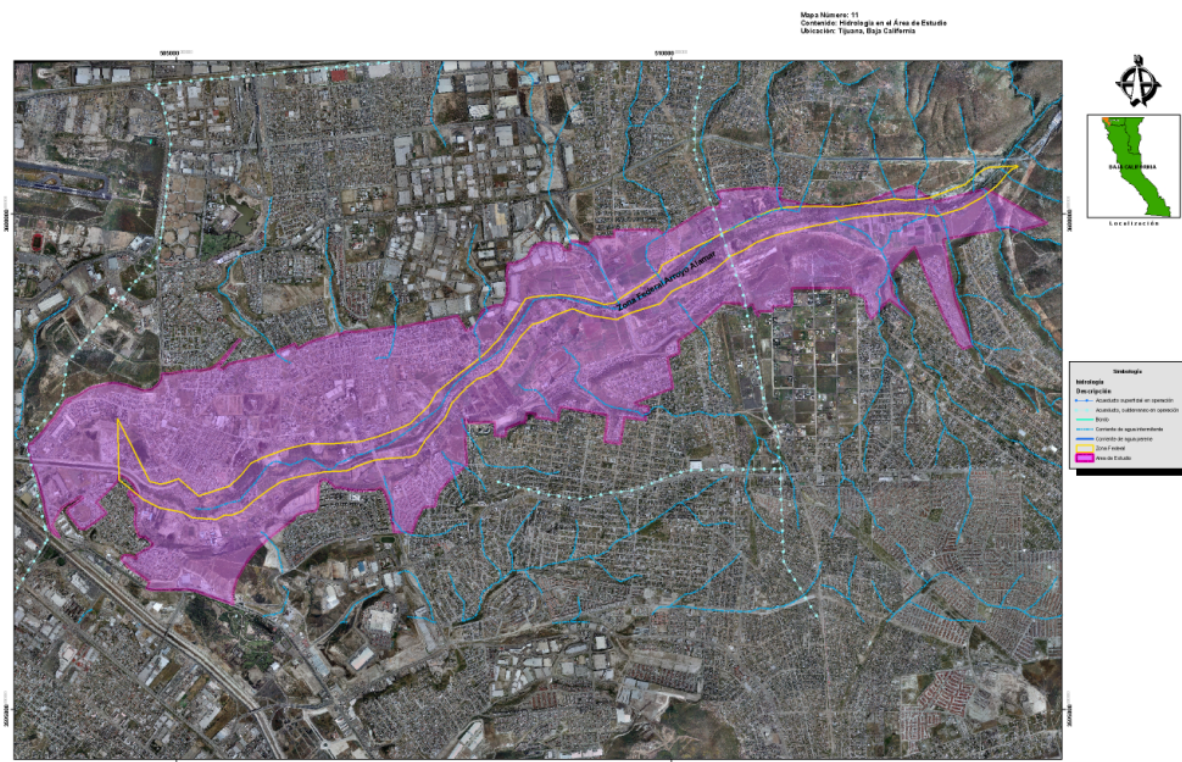 Mapa Número: 11
Contenido: Hidrología en el Área de Estudio
Ubicación: Tijuana, Baja California
505000
510000
BAJA CALIFORNIA
Localización
Zona Federal Arroyo Alamar
Simbología
hidrología
Descripción
Acueducto superficial en operación
Acueducto, subterráneo en operación
Bordo
Corriente de agua intermitente
Corriente de agua perenne
Zona Federal
Area de Estudio